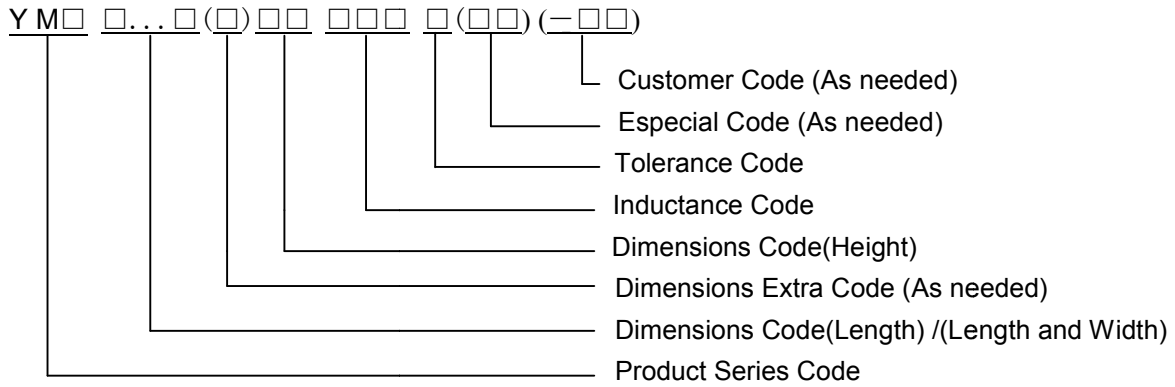 YM□ □...□(□)□□ □□□ □(□□)(-□□)
Customer Code (As needed)
Especial Code (As needed)
Tolerance Code
Inductance Code
Dimensions Code(Height)
Dimensions Extra Code (As needed)
Dimensions Code(Length) /(Length and Width)
Product Series Code